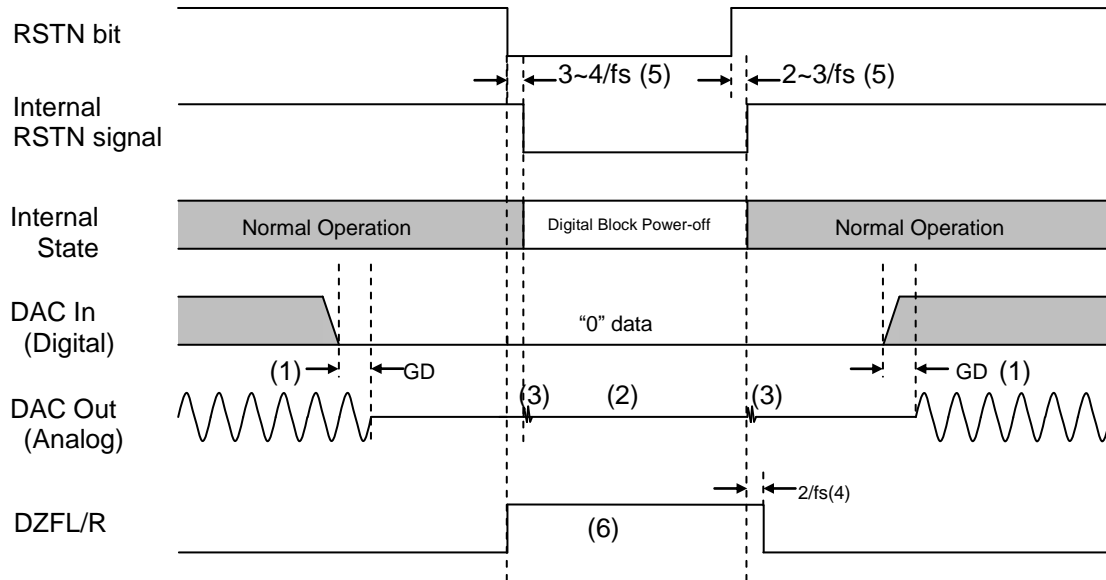 RSTN bit
3~4/fs (5)
2~3/fs (5)
Internal
RSTN signal
Internal
State
Normal Operation
Digital Block Power-off
Normal Operation
DAC In
(Digital)
“0” data
(1)
GD
GD
(1)
DAC Out
(Analog)
(3)
(2)
(3)
2/fs(4)
DZFL/R
(6)